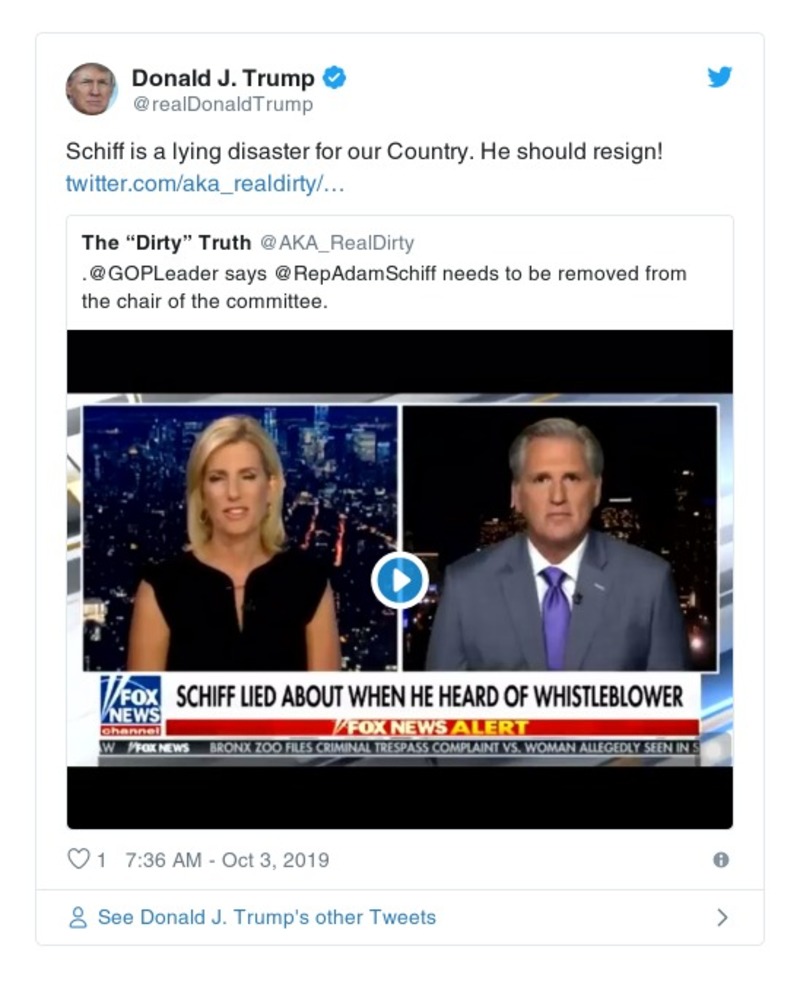 Donald J. Trump
@realDonaldTrump
Schiff is a lying disaster for our Country. He should resign!
twitter.com/aka_realdirty/…
The “Dirty” Truth @AKA_RealDirty
.@GOPLeader says @RepAdamSchiff needs to be removed from
the chair of the committee.
FOX
NEWS
channel
SCHIFF LIED ABOUT WHEN HE HEARD OF WHISTLEBLOWER
FOX NEWS ALERT
FOX NEWS BRONX ZOO FILES CRIMINAL TRESPASS COMPLAINT VS. WOMAN ALLEGEDLY SEEN IN
1 7:36 AM - Oct 3, 2019
See Donald J. Trump's other Tweets